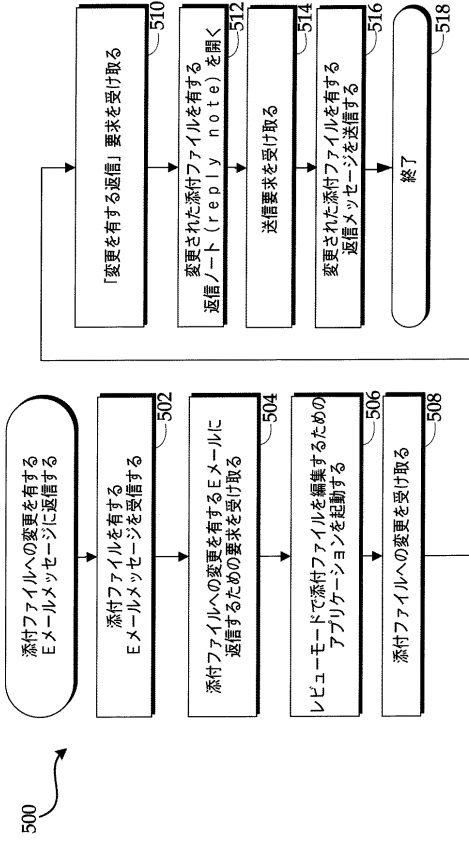 500
添付ファイルへの変更を有する
Eメールメッセージに返信する
添付ファイルを有する
Eメールメッセージを受信する
502
添付ファイルへの変更を有するEメールに
返信するための要求を受け取る
504
レビューモードで添付ファイルを編集するための
アプリケーションを起動する
506
添付ファイルへの変更を受け取る
508
「変更を有する返信」要求を受け取る
510
変更された添付ファイルを有する
返信ノート(reply note)を開く
512
送信要求を受け取る
514
変更された添付ファイルを有する
返信メッセージを送信する
516
終了
518